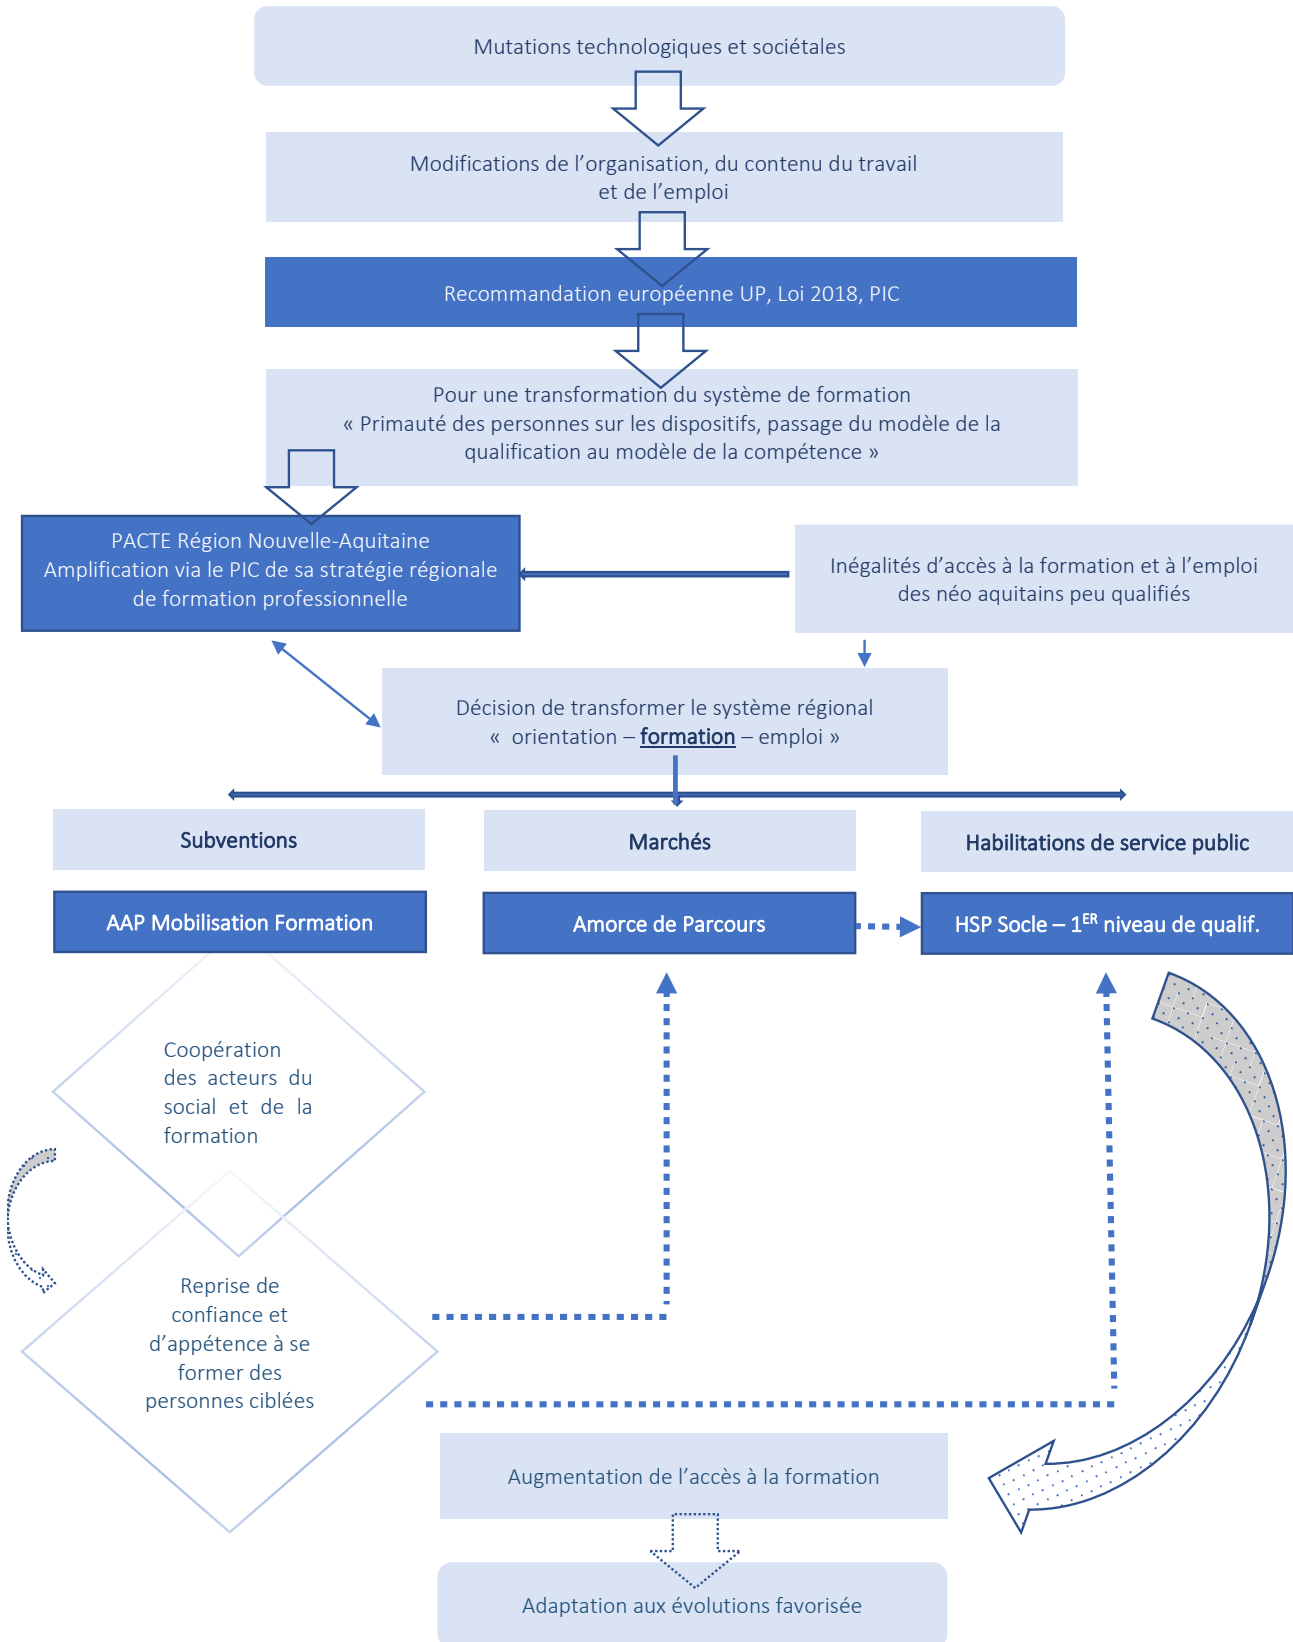 Mutations technologiques et sociétales
Modifications de l’organisation, du contenu du travail
et de l’emploi
Recommandation européenne UP, Loi 2018, PIC
Pour une transformation du système de formation
« Primauté des personnes sur les dispositifs, passage du modèle de la
qualification au modèle de la compétence »
PACTE Région Nouvelle-Aquitaine
Amplification via le PIC de sa stratégie régionale
de formation professionnelle
Inégalités d’accès à la formation et à l’emploi
des néo aquitains peu qualifiés
Décision de transformer le système régional
« orientation – formation – emploi »
Subventions
Marchés
Habilitations de service public
AAP Mobilisation Formation
Amorce de Parcours
HSP Socle – 1ER niveau de qualif.
Coopération
des acteurs du
social et de la
formation
Reprise de
confiance et
d’appétence à se
former des
personnes ciblées
Augmentation de l’accès à la formation
Adaptation aux évolutions favorisée